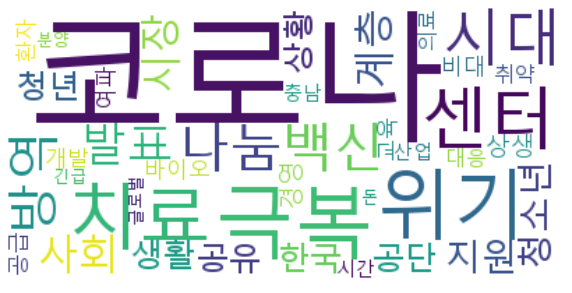 코로나
시대
센터
위기
치료
극복
백신
방역
발표
나눔
시장
상황
계층
의료
비대
취약
청년
여파
환자
분양
충남
교육
산업
대응
상생
개발
긴급
바이오
글로벌
경영
돈
청소년
공급
사회
생활
공유
한국
시간
공단
지원